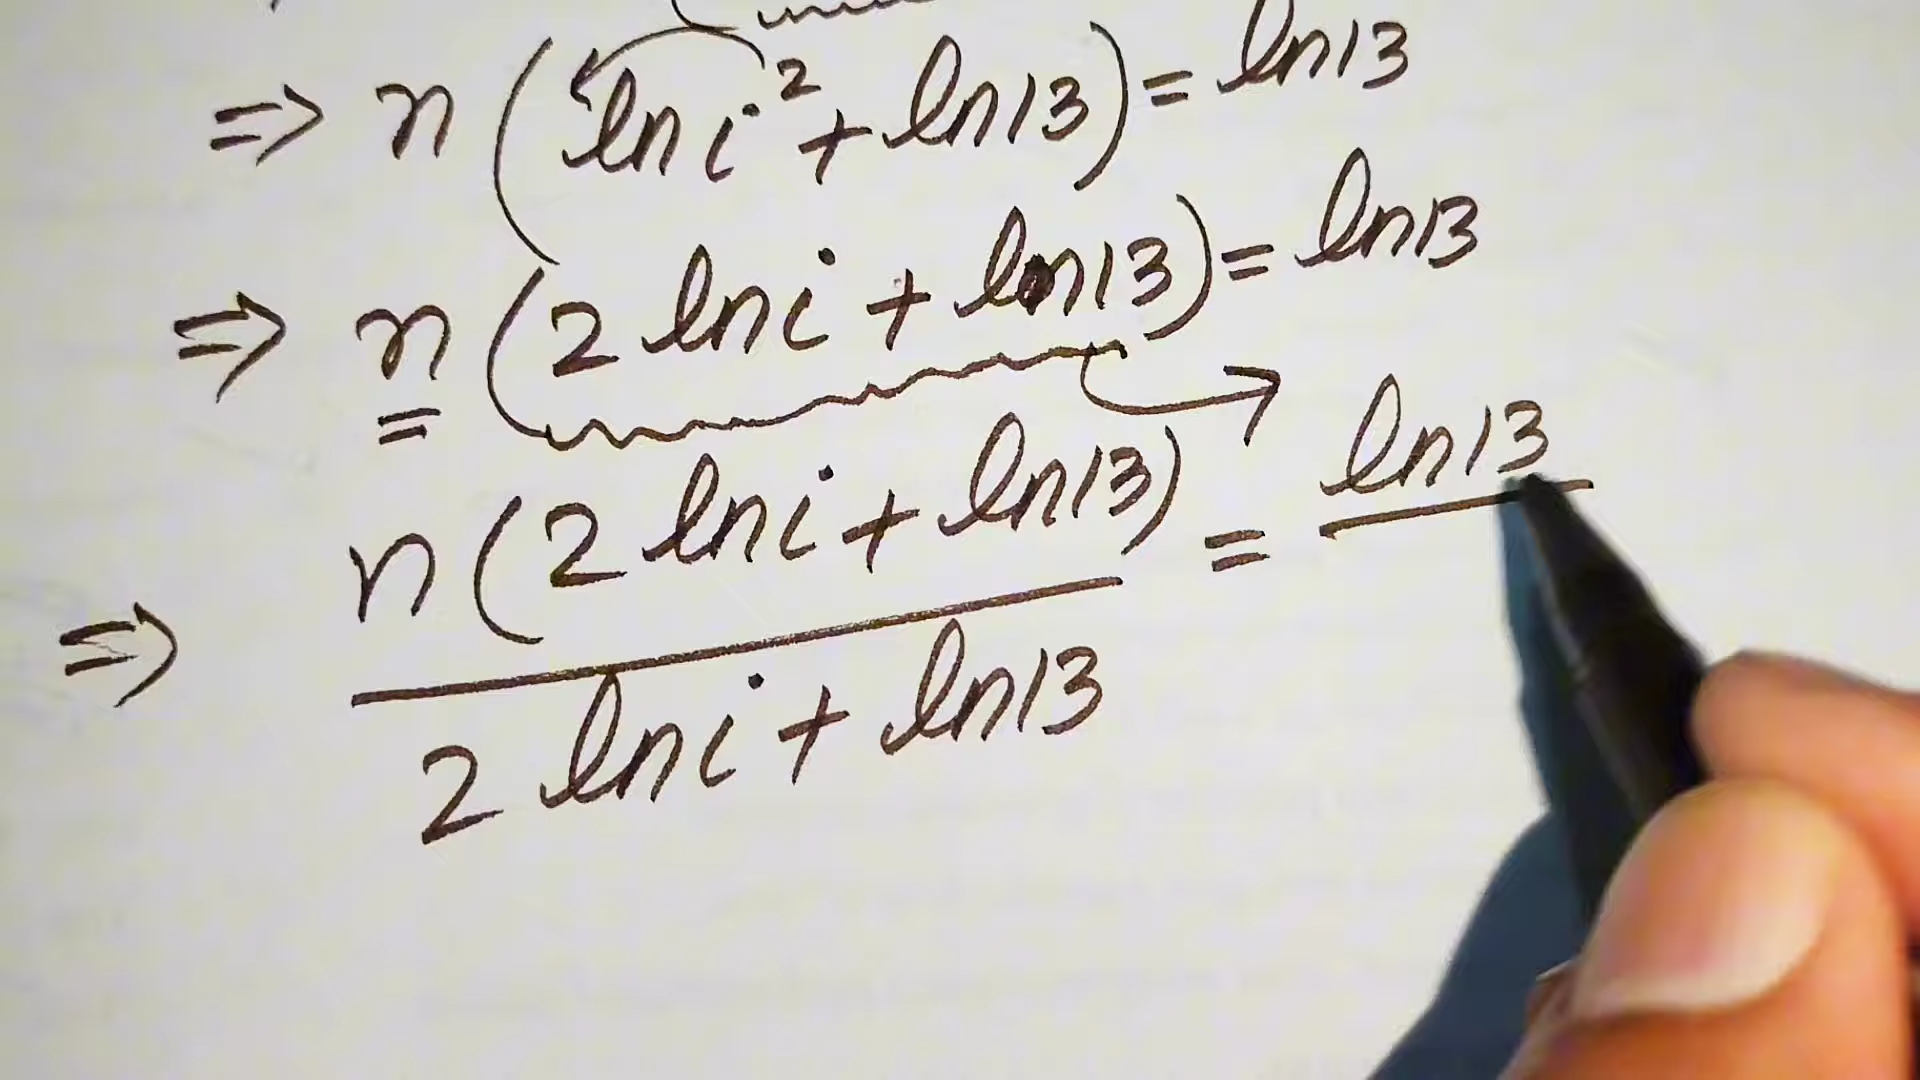 ⇒ n(ln i² + ln13) = ln13
⇒ n(2 ln i + ln13) = ln13
⇒ n(2 ln i + ln13) / 2 ln i + ln13 = ln13 /